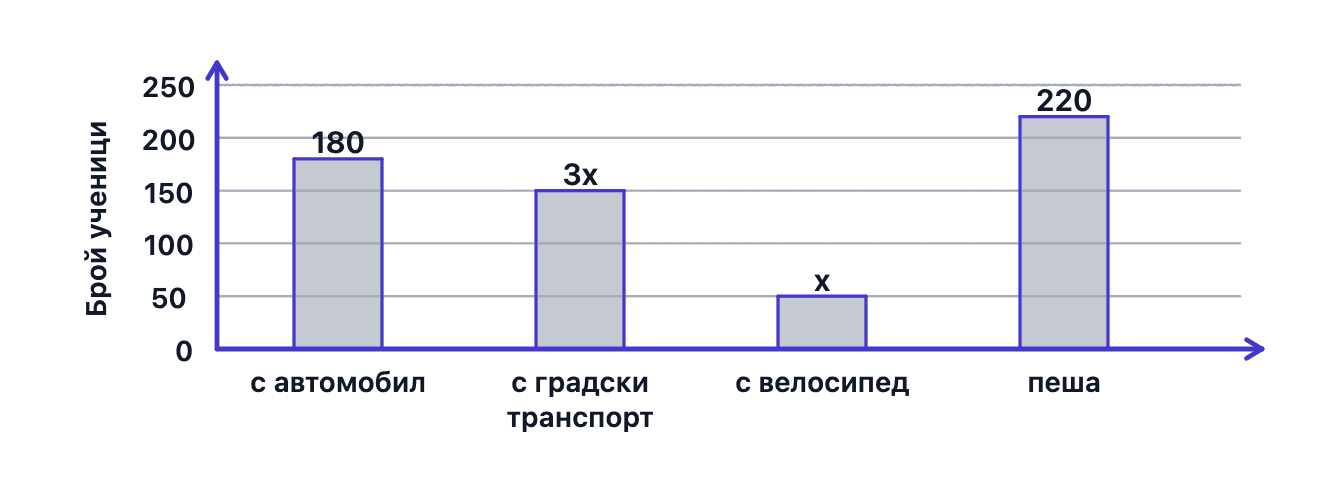 Брой ученици
250
200
150
100
50
0
180
3x
x
220
с автомобил
с градски
транспорт
с велосипед
пеша